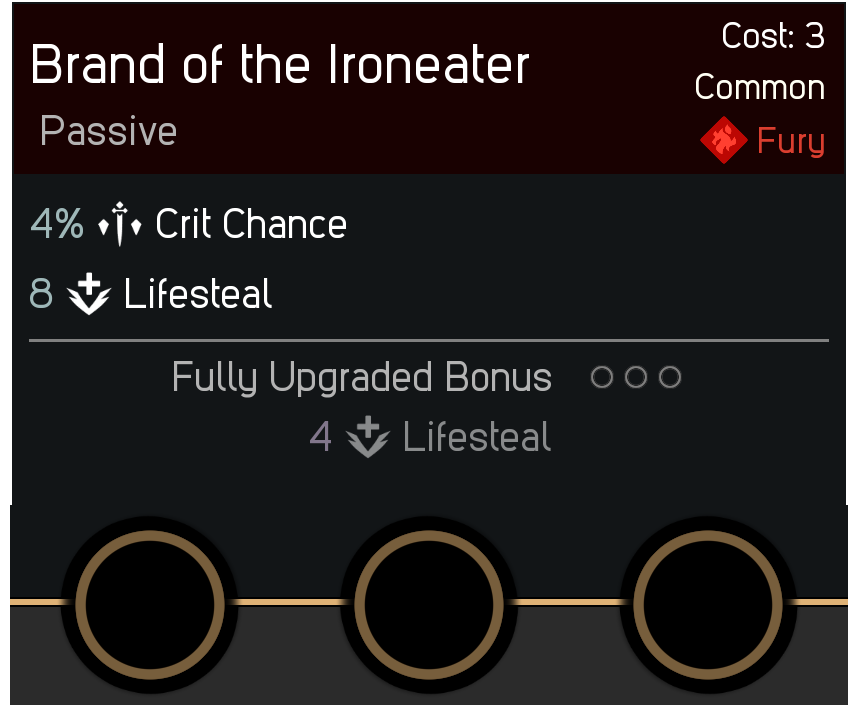 Brand of the Ironeater
Passive
Cost: 3
Common
Fury
4% Crit Chance
8 Lifesteal
Fully Upgraded Bonus
4 Lifesteal